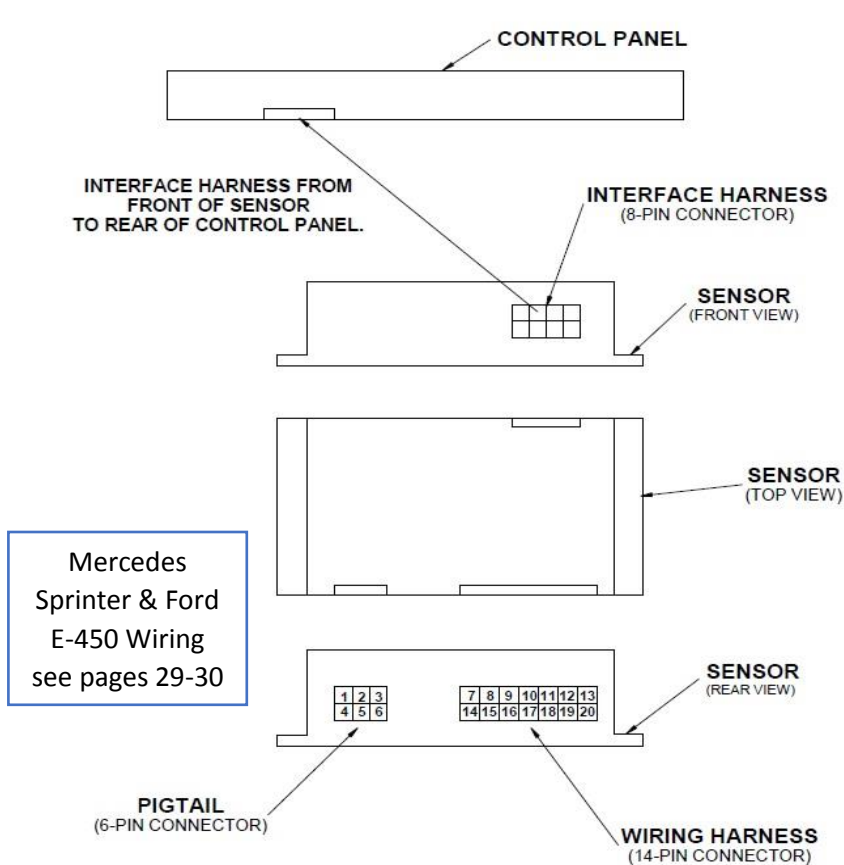 CONTROL PANEL
INTERFACE HARNESS FROM
FRONT OF SENSOR
TO REAR OF CONTROL PANEL.
INTERFACE HARNESS
(8-PIN CONNECTOR)
SENSOR
(FRONT VIEW)
SENSOR
(TOP VIEW)
Mercedes
Sprinter & Ford
E-450 Wiring
see pages 29-30
SENSOR
(REAR VIEW)
1 2 3
4 5 6
7 8 9 10 11 12 13
14 15 16 17 18 19 20
PIGTAIL
(6-PIN CONNECTOR)
WIRING HARNESS
(14-PIN CONNECTOR)